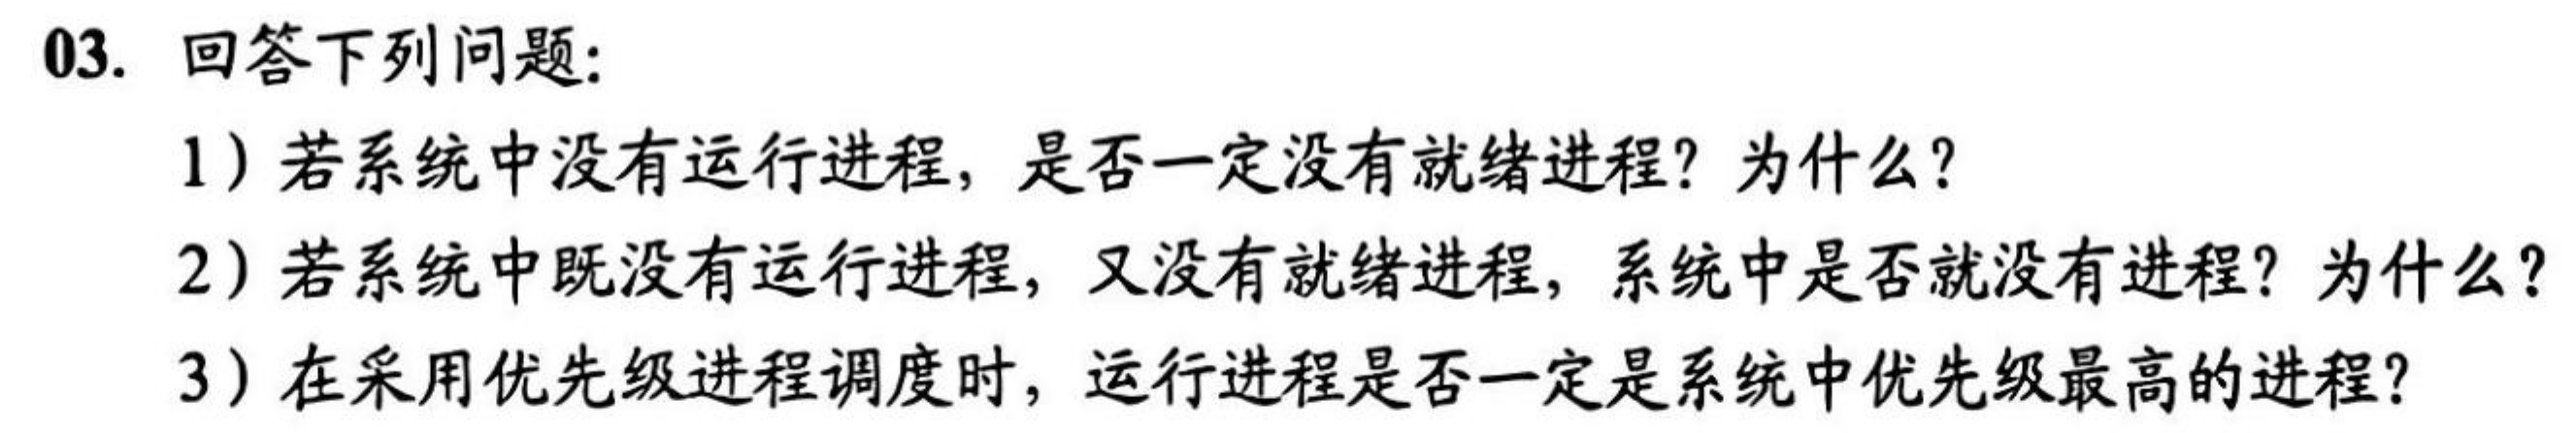 03. 回答下列问题:
1）若系统中没有运行进程，是否一定没有就绪进程？为什么？
2）若系统中既没有运行进程，又没有就绪进程，系统中是否就没有进程？为什么？
3）在采用优先级进程调度时，运行进程是否一定是系统中优先级最高的进程？